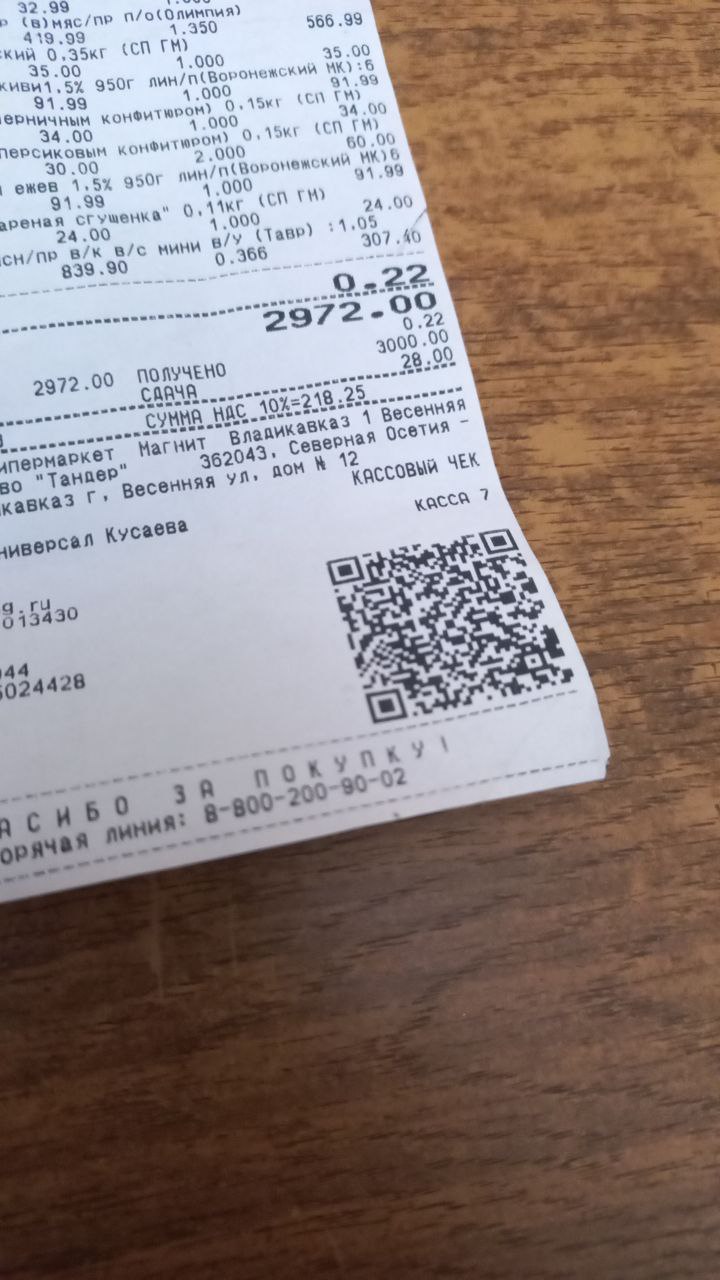 32.99
(в)мяс/пр п/о(Олимпия)
419.99 1.350 566.99
ский 0,35кг (СП ГМ)
35.00 1.000 35.00
киви1,5% 950г лин/п(Воронежский МК):6
91.99 1.000 91.99
ерничным конфитюром) 0,15кг (СП ГМ)
34.00 1.000 34.00
персиковым конфитюром) 0,15кг (СП ГМ)
30.00 2.000 60.00
ежев 1,5% 950г лин/п(Воронежский МК)6
91.99 1.000 91.99
ареная сгушенка" 0,11кг (СП ГМ)
24.00 1.000 24.00
сн/пр в/к в/с мини в/у (Тавр) :1,05
839.90 0.366 307.40
0.22
2972.00
0.22
2972.00 ПОЛУЧЕНО 3000.00
СДАЧА 28.00
СУММА НДС 10%=218.25
ипермаркет Магнит Владикавказ 1 Весенняя
во "Тандер" 362043, Северная Осетия -
кавказ г, Весенняя ул, дом № 12
КАССОВЫЙ ЧЕК
КАССА 7
ниверсал Кусаева
g.ru
013430
944
5024428
АСИБО ЗА ПОКУПКУ!
орячая линия: 8-800-200-90-02